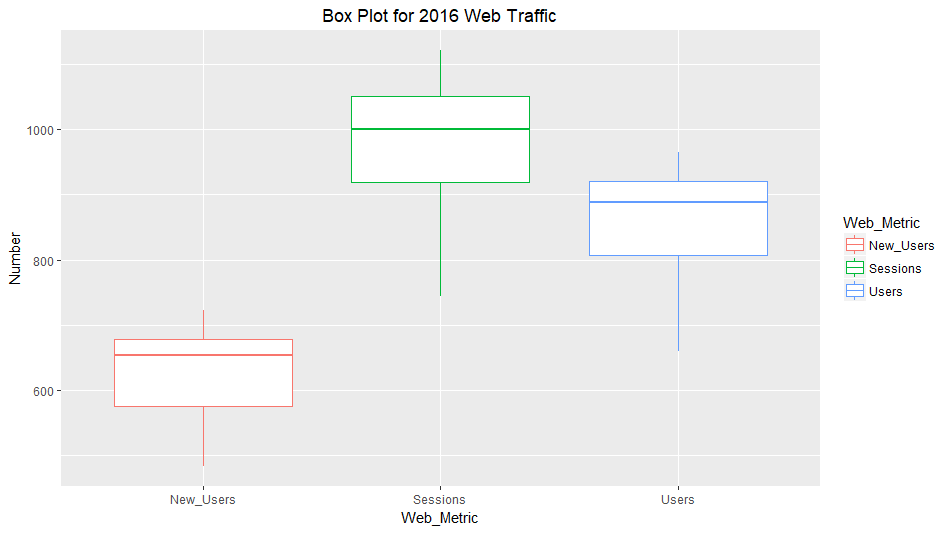 Box Plot for 2016 Web Traffic
Number
1000
800
600
New_Users
Sessions
Users
Web_Metric
Web_Metric
New_Users
Sessions
Users